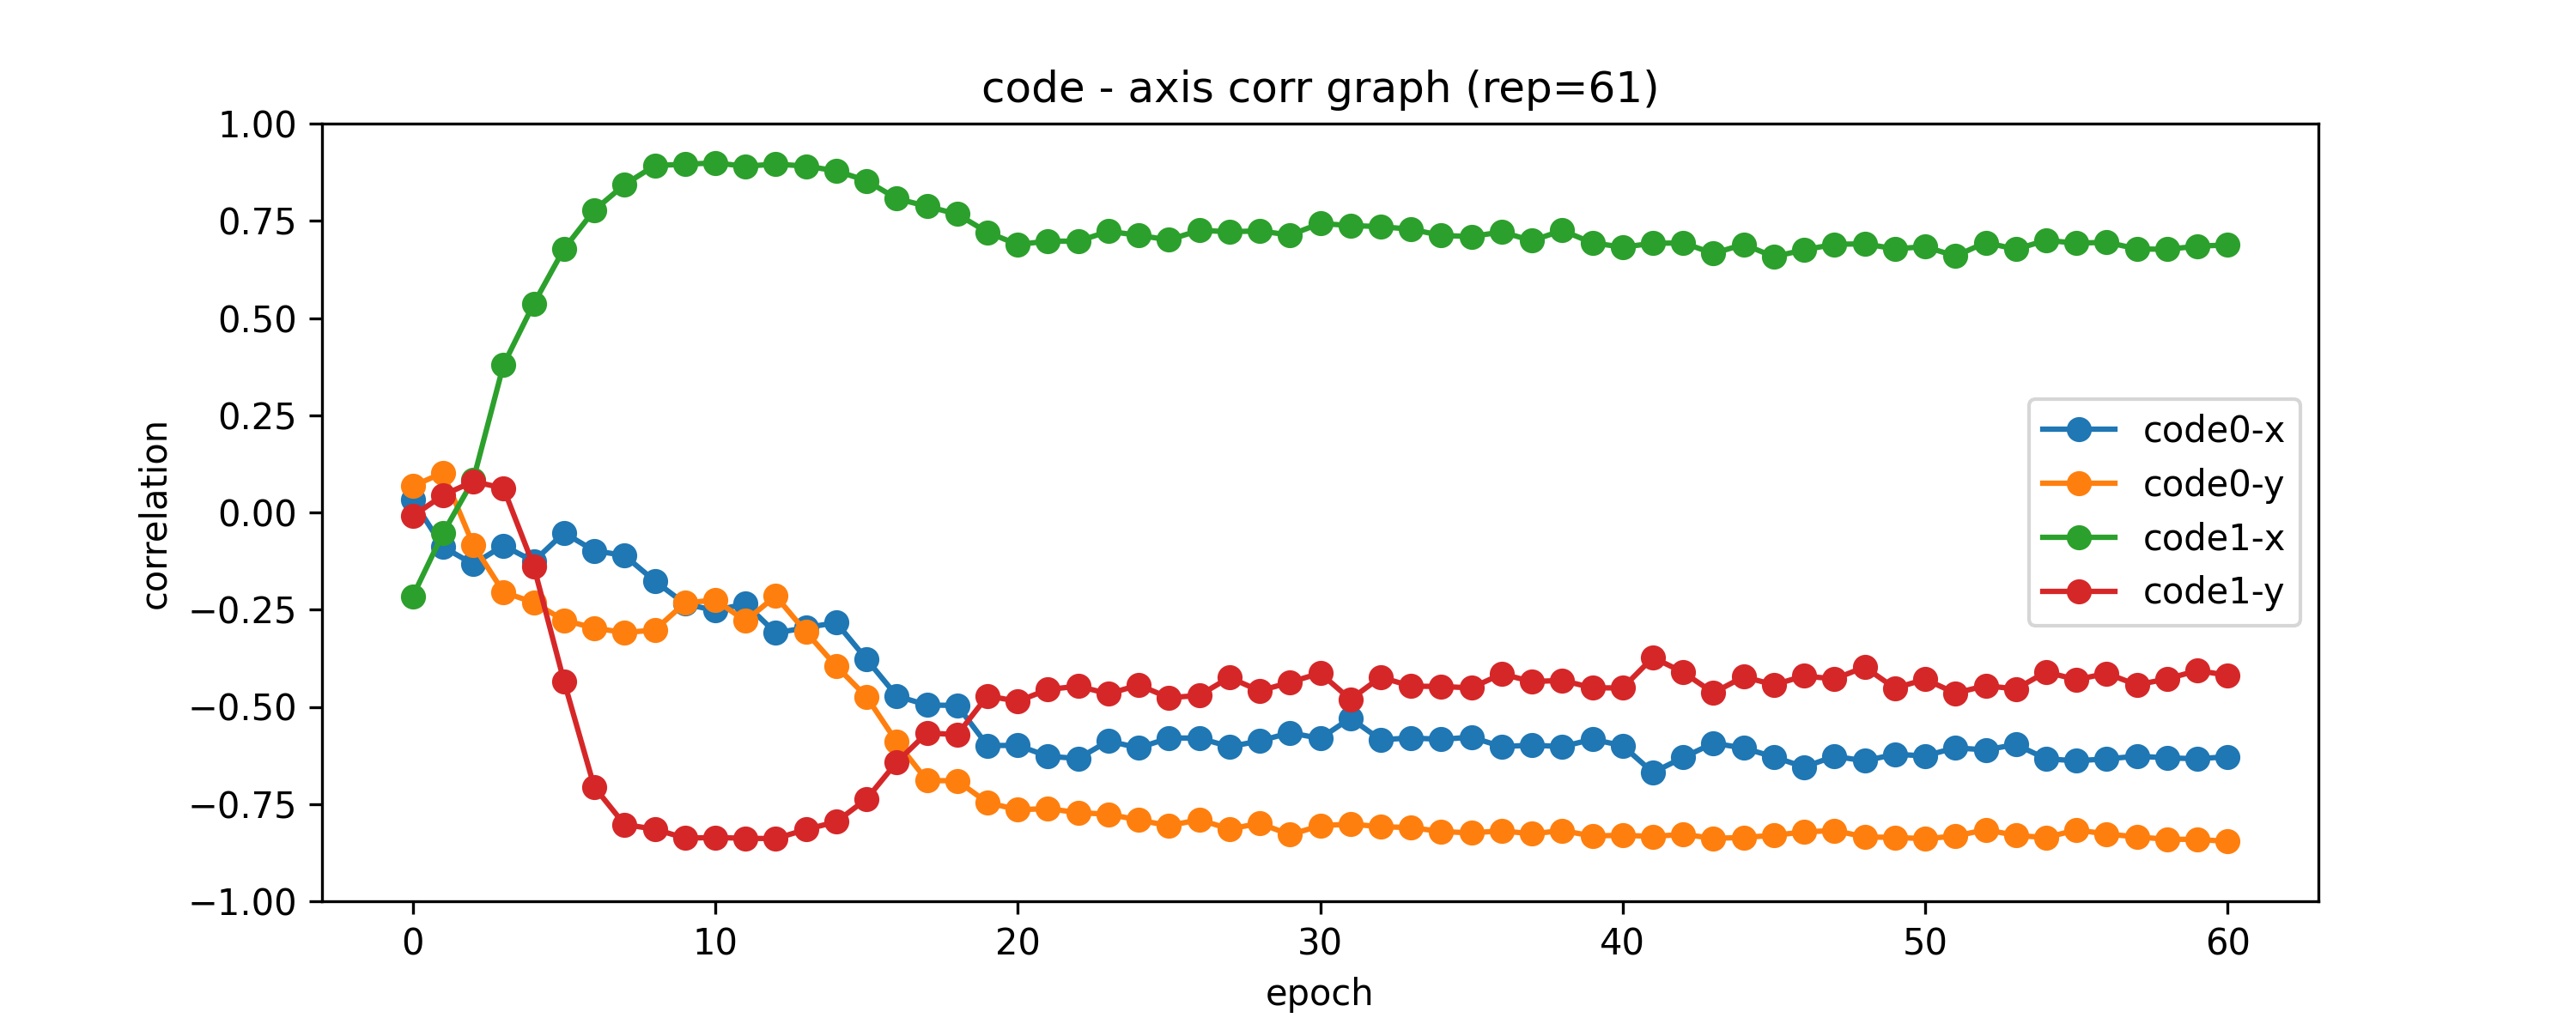 code - axis corr graph (rep=61)
1.00
0.75
0.50
0.25
0.00
−0.25
−0.50
−0.75
−1.00
correlation
code0-x
code0-y
code1-x
code1-y
0 10 20 30 40 50 60
epoch